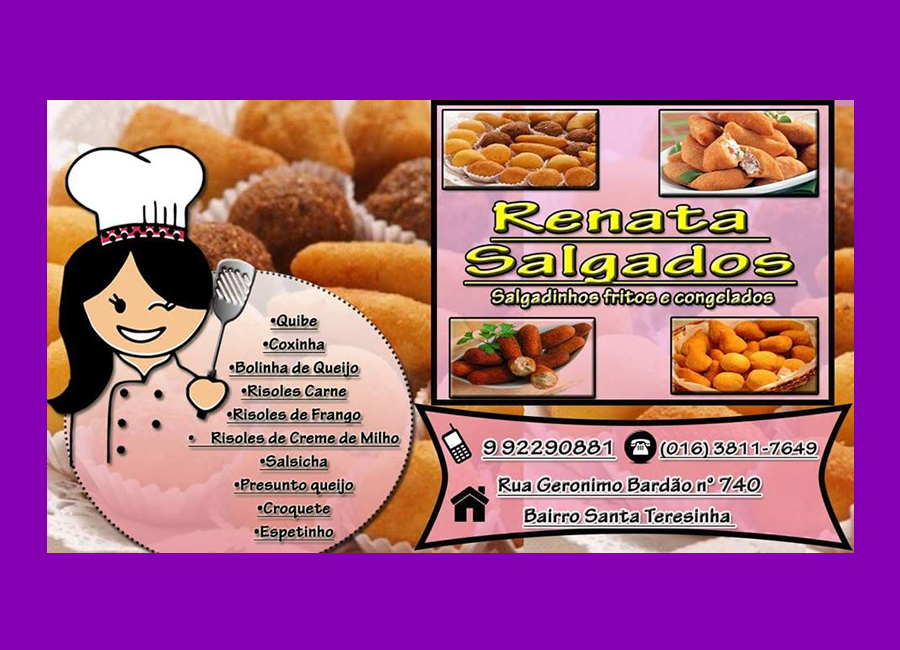 Renata
Salgados
Salgadinhos fritos e congelados
•Quibe
•Coxinha
•Bolinha de Queijo
•Risoles Carne
•Risoles de Frango
• Risoles de Creme de Milho
•Salsicha
•Presunto queijo
•Croquete
•Espetinho
9 92290881 (016) 3811-7649
Rua Geronimo Bardão n° 740
Bairro Santa Teresinha